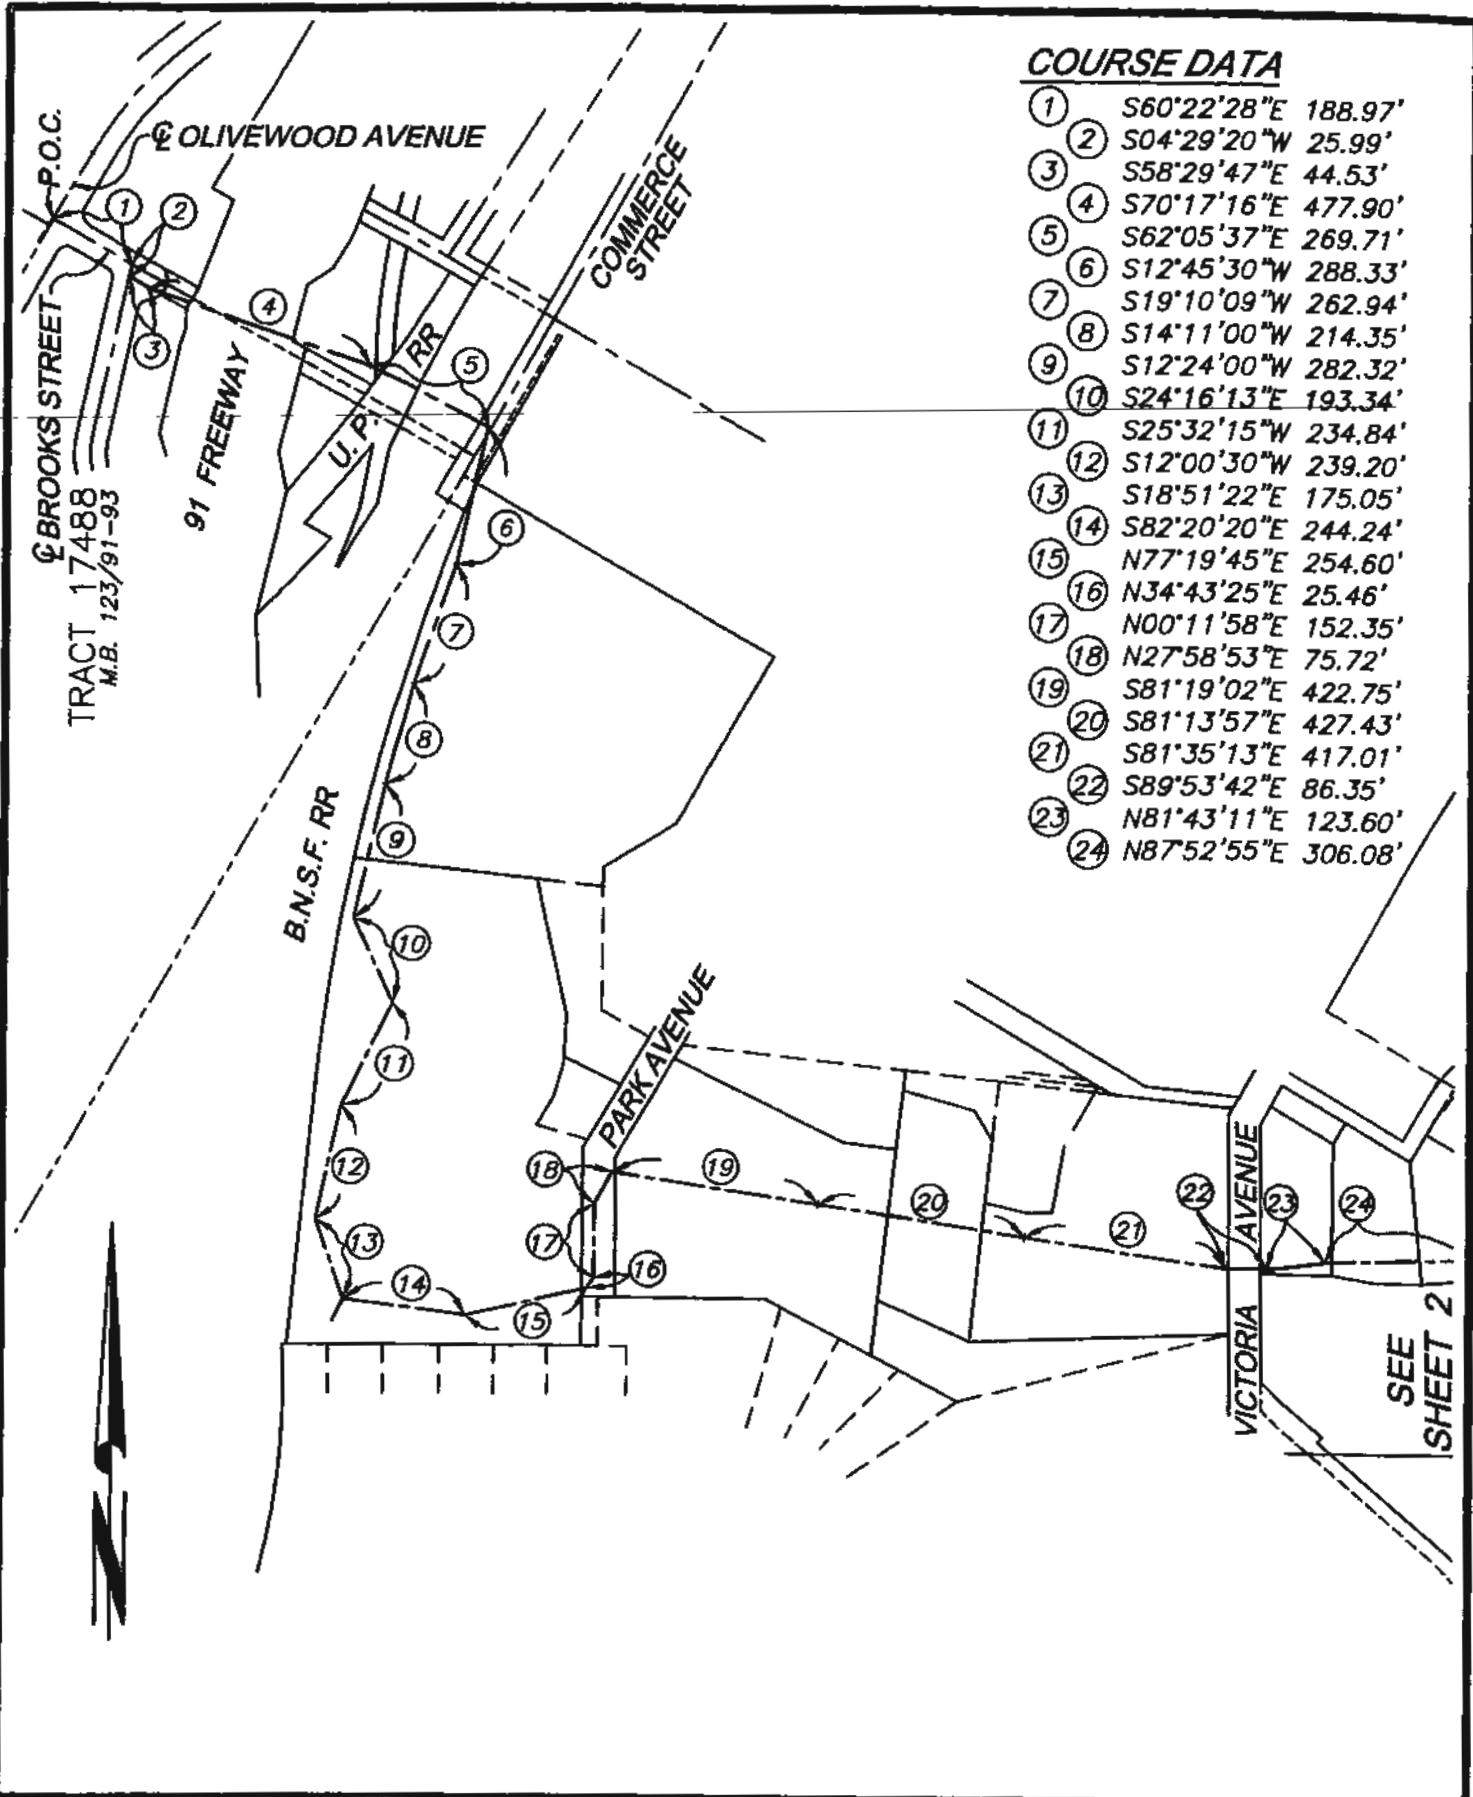 COURSE DATA
1 S60°22'28"E 188.97'
2 S04°29'20"W 25.99'
3 S58°29'47"E 44.53'
4 S70°17'16"E 477.90'
5 S62°05'37"E 269.71'
6 S12°45'30"W 288.33'
7 S19°10'09"W 262.94'
8 S14°11'00"W 214.35'
9 S12°24'00"W 282.32'
10 S24°16'13"E 193.34'
11 S25°32'15"W 234.84'
12 S12°00'30"W 239.20'
13 S18°51'22"E 175.05'
14 S82°20'20"E 244.24'
15 N77°19'45"E 254.60'
16 N34°43'25"E 25.46'
17 N00°11'58"E 152.35'
18 N27°58'53"E 75.72'
19 S81°19'02"E 422.75'
20 S81°13'57"E 427.43'
21 S81°35'13"E 417.01'
22 S89°53'42"E 86.35'
23 N81°43'11"E 123.60'
24 N87°52'55"E 306.08'
P.O.C.
℄ OLIVEWOOD AVENUE
1
2
3
4
5
COMMERCE
STREET
℄ BROOKS STREET
TRACT 17488
M.B. 123/91-93
91 FREEWAY
U.P. RR
6
7
8
9
B.N.S.F. RR
10
11
12
13
14
15
16
17
18
PARK AVENUE
19
20
21
22
23
24
VICTORIA AVENUE
SEE
SHEET 2
N